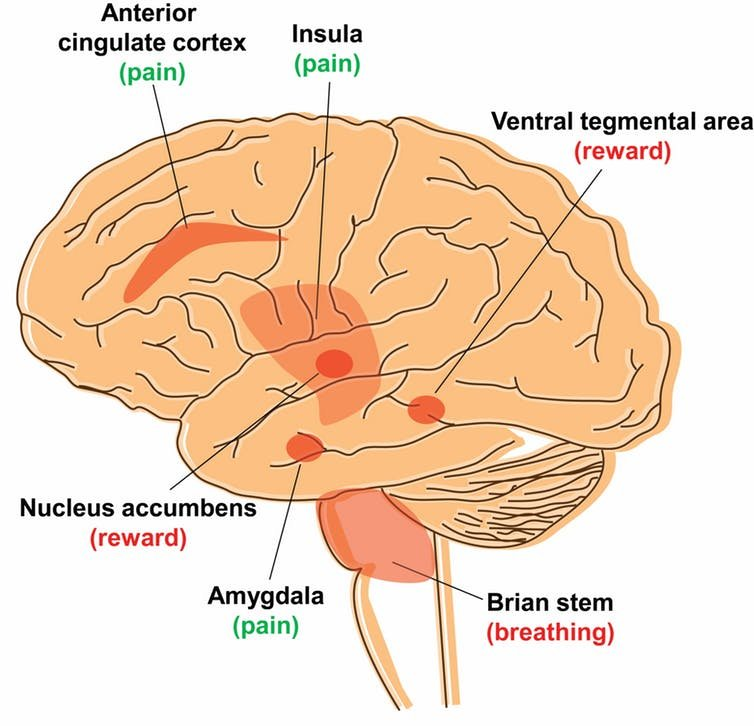 Anterior
cingulate cortex
(pain)
Insula
(pain)
Ventral tegmental area
(reward)
Nucleus accumbens
(reward)
Amygdala
(pain)
Brian stem
(breathing)